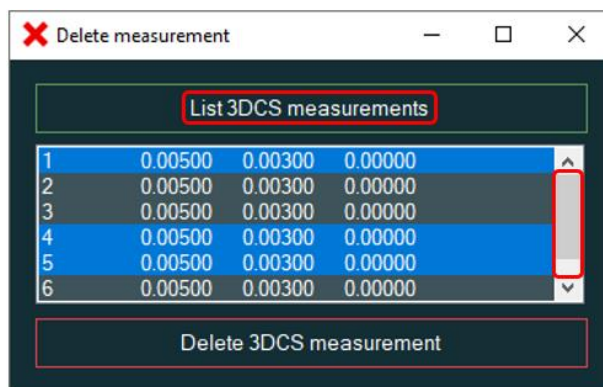 Delete measurement
List 3DCS measurements
1 0.00500 0.00300 0.00000
2 0.00500 0.00300 0.00000
3 0.00500 0.00300 0.00000
4 0.00500 0.00300 0.00000
5 0.00500 0.00300 0.00000
6 0.00500 0.00300 0.00000
Delete 3DCS measurement